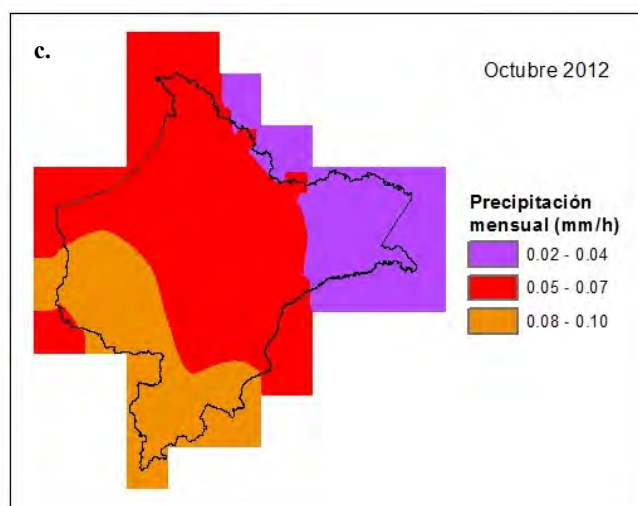 c.
Octubre 2012
Precipitación
mensual (mm/h)
0.02 - 0.04
0.05 - 0.07
0.08 - 0.10